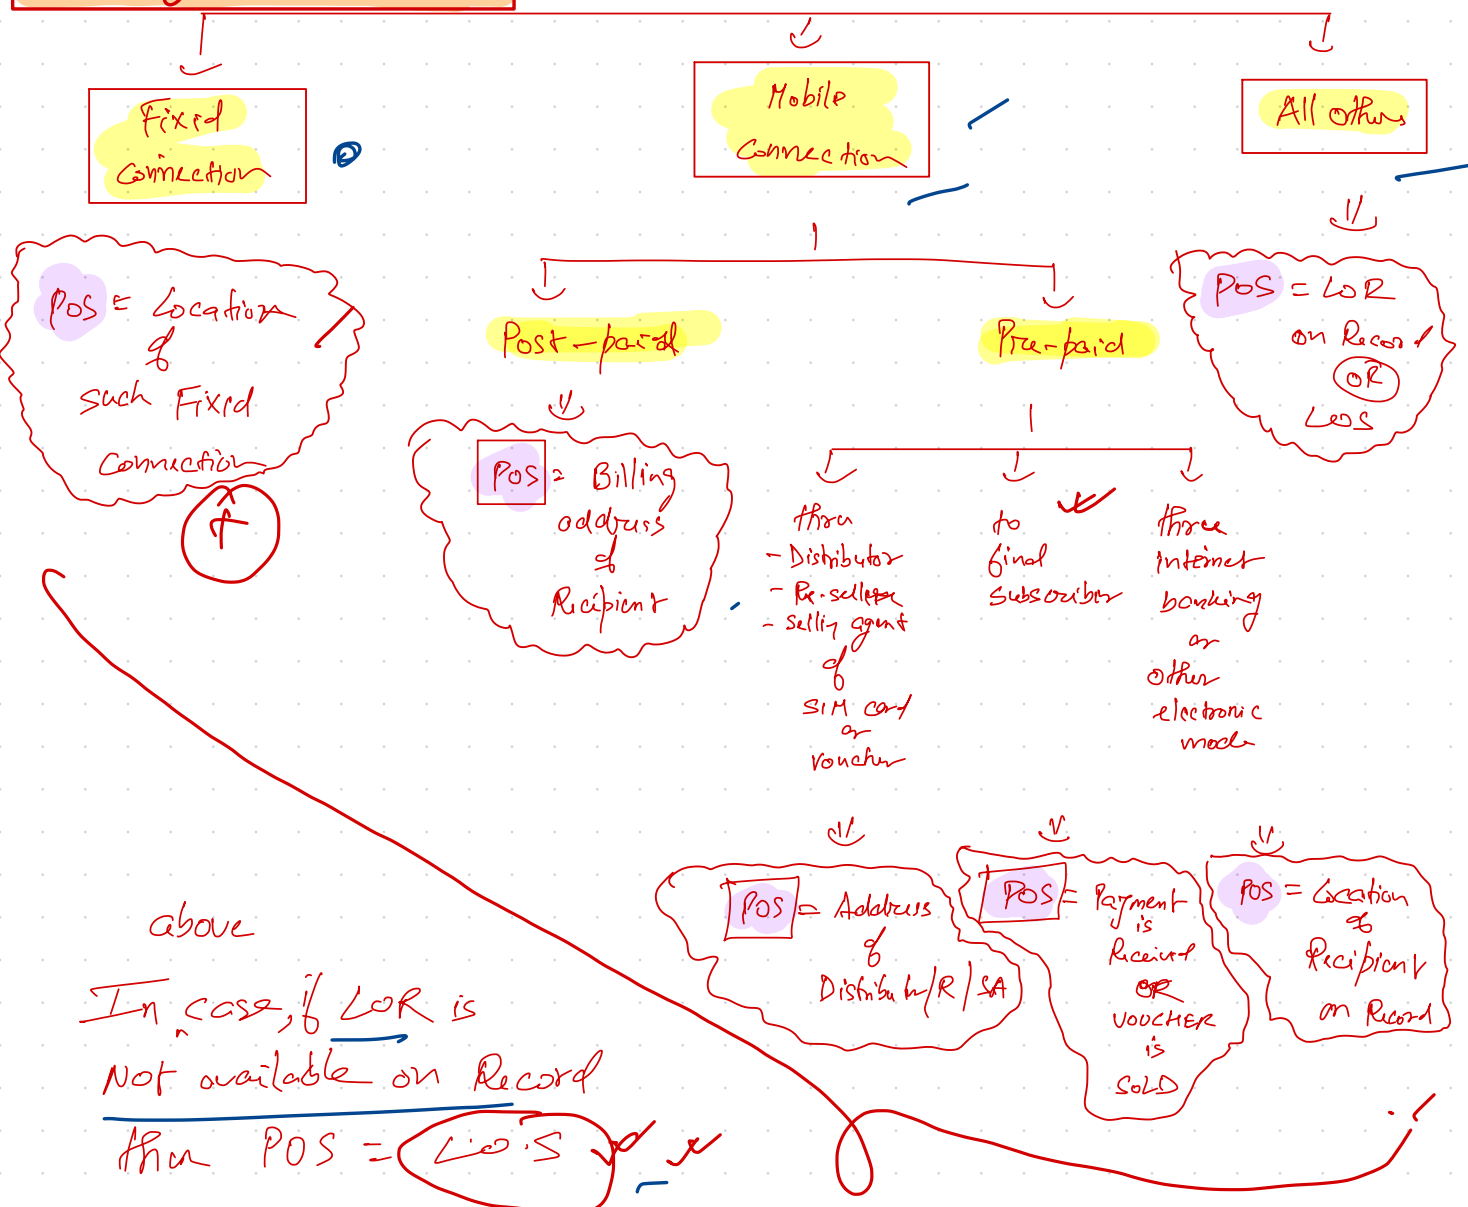 Fixed
Connection
Mobile
Connection
All others
POS = Location
of
such Fixed
Connection
Post-paid
Pre-paid
POS = LOR
on Record
OR
LOS
POS = Billing
address
of
Recipient
thru
- Distributor
- Re-seller
- Selling agent
of
SIM card
or
voucher
to
final
subscriber
three
internet
banking
or
other
electronic
mode
POS = Address
of
Distributor/R/SA
POS = Payment
is
Received
OR
VOUCHER
is
SOLD
POS = Location
of
Recipient
on Record
above
In case, if LOR is
Not available on Record
then POS = L.O.S